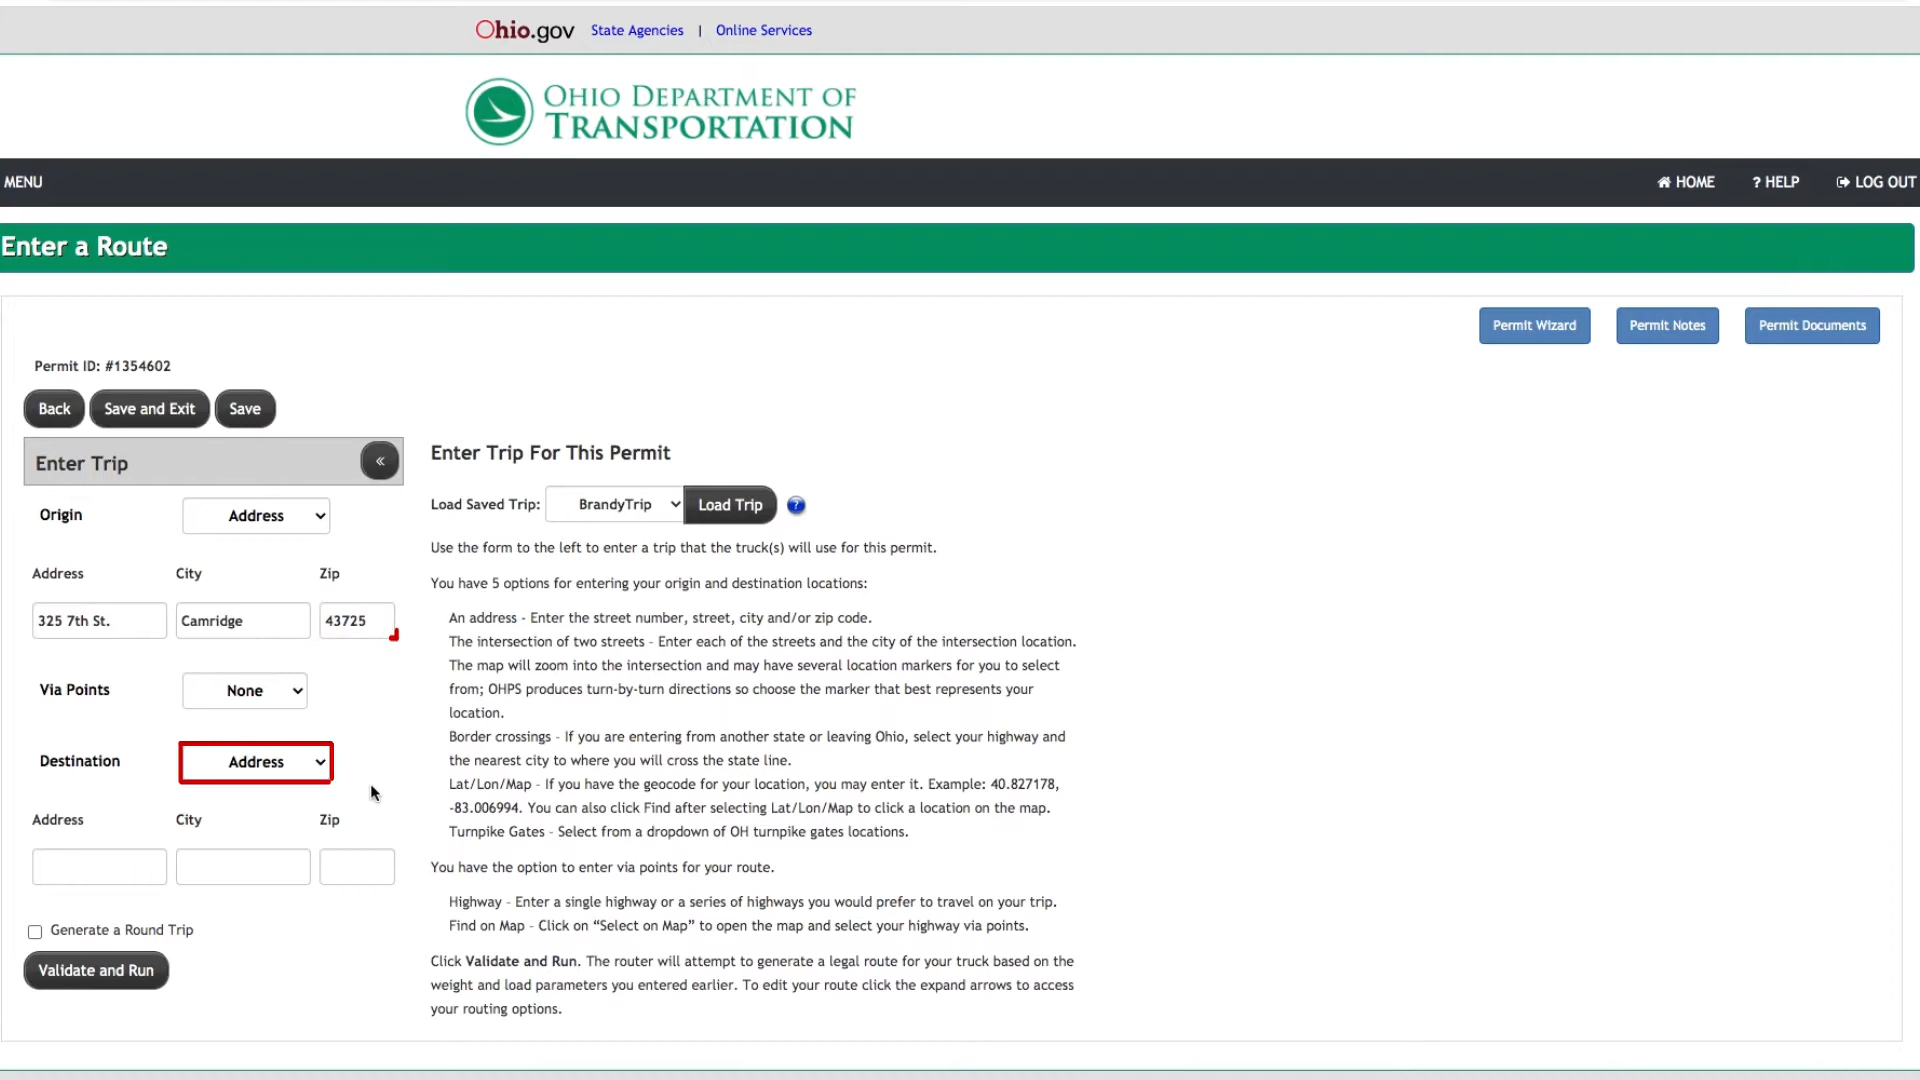 Ohio.gov State Agencies | Online Services
OHIO DEPARTMENT OF
TRANSPORTATION
MENU HOME ? HELP LOG OUT
Enter a Route
Permit Wizard Permit Notes Permit Documents
Permit ID: #1354602
Back Save and Exit Save
Enter Trip «
Origin Address
Address City Zip
325 7th St. Camridge 43725
Via Points None
Destination Address
Address City Zip
Generate a Round Trip
Validate and Run
Enter Trip For This Permit
Load Saved Trip: BrandyTrip Load Trip ?
Use the form to the left to enter a trip that the truck(s) will use for this permit.
You have 5 options for entering your origin and destination locations:
An address - Enter the street number, street, city and/or zip code.
The intersection of two streets - Enter each of the streets and the city of the intersection location.
The map will zoom into the intersection and may have several location markers for you to select
from; OHPS produces turn-by-turn directions so choose the marker that best represents your
location.
Border crossings - If you are entering from another state or leaving Ohio, select your highway and
the nearest city to where you will cross the state line.
Lat/Lon/Map - If you have the geocode for your location, you may enter it. Example: 40.827178,
-83.006994. You can also click Find after selecting Lat/Lon/Map to click a location on the map.
Turnpike Gates - Select from a dropdown of OH turnpike gates locations.
You have the option to enter via points for your route.
Highway - Enter a single highway or a series of highways you would prefer to travel on your trip.
Find on Map - Click on “Select on Map” to open the map and select your highway via points.
Click Validate and Run. The router will attempt to generate a legal route for your truck based on the
weight and load parameters you entered earlier. To edit your route click the expand arrows to access
your routing options.